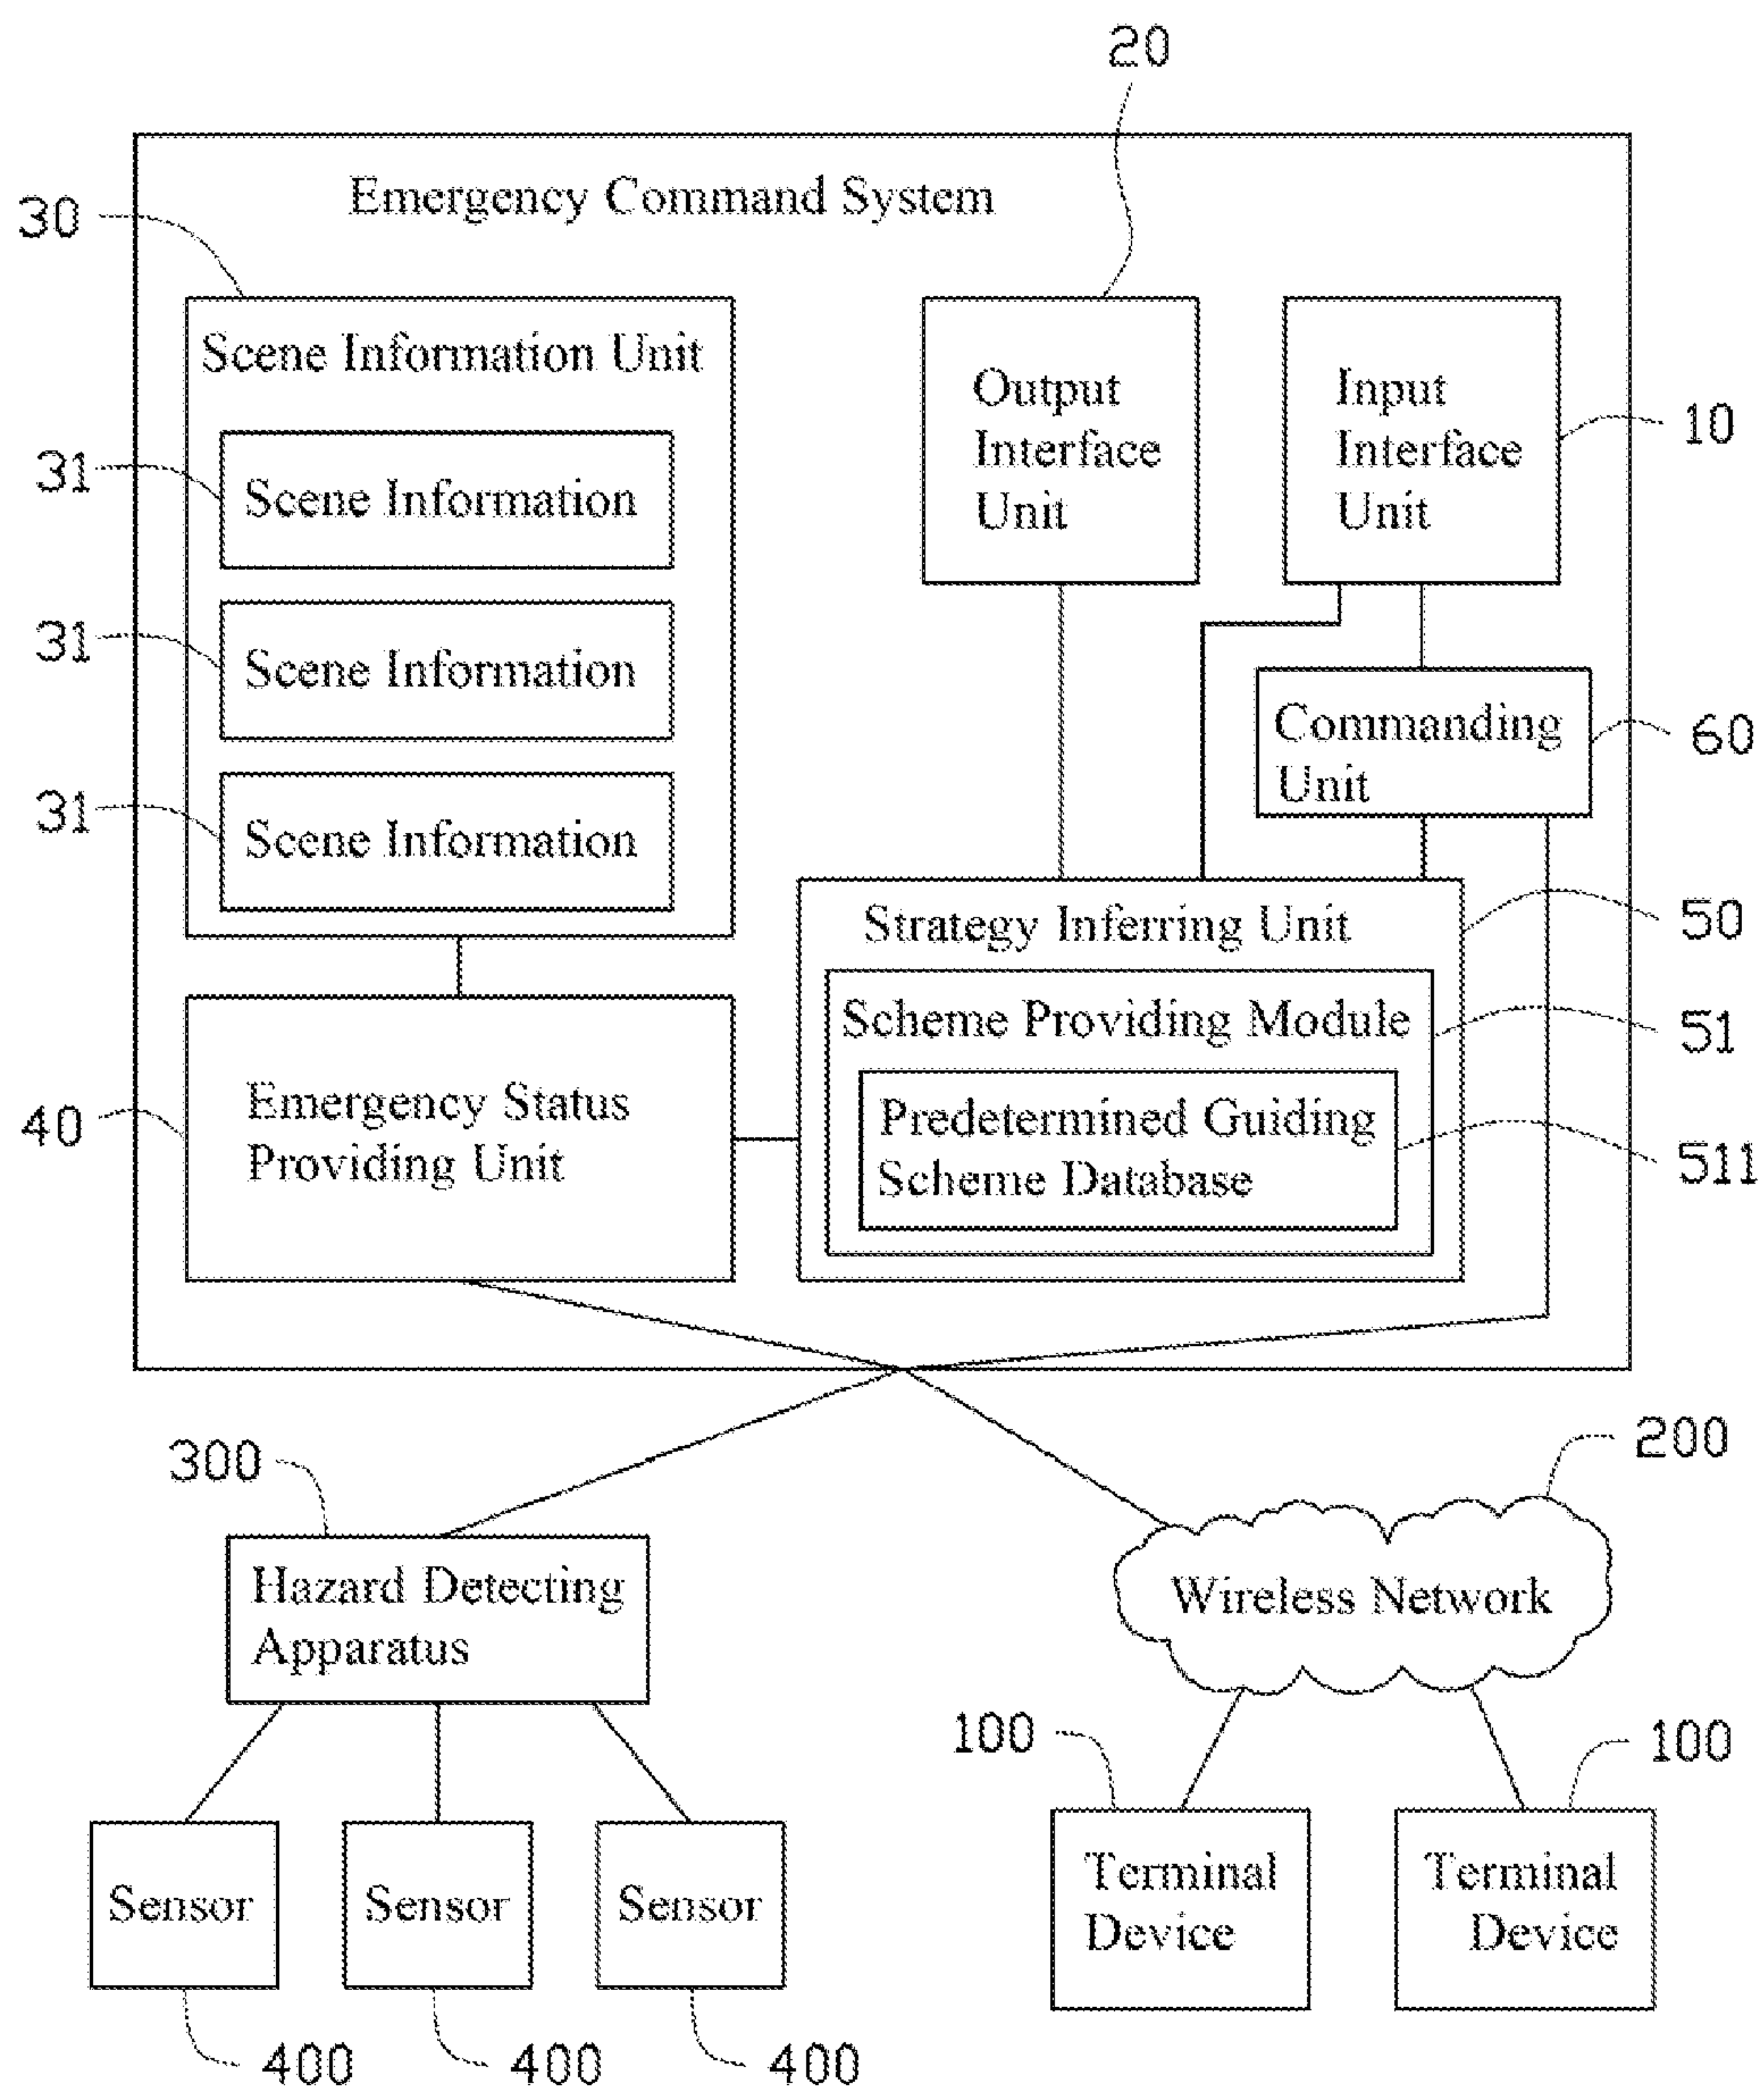 20
Emergency Command System
30
Scene Information Unit
Output
Interface
Unit
Input
Interface
Unit
10
31
Scene Information
31
Scene Information
Commanding
Unit
60
31
Scene Information
Strategy Inferring Unit
50
Scheme Providing Module
51
Emergency Status
Providing Unit
40
Predetermined Guiding
Scheme Database
511
200
300
Hazard Detecting
Apparatus
Wireless Network
100
100
Sensor
Sensor
Sensor
Terminal
Device
Terminal
Device
400
400
400